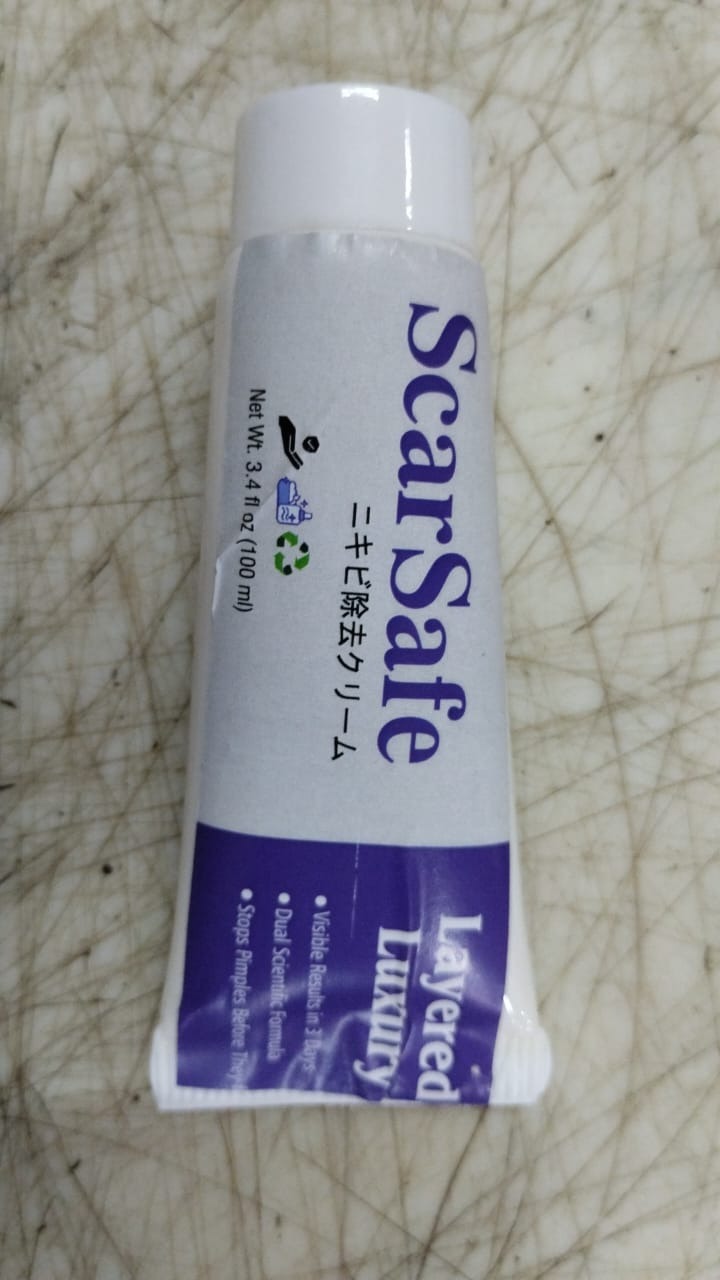 ScarSafe
ニキビ除去クリーム
Net Wt. 3.4 fl oz (100 ml)
Layered
Luxury
• Visible Results in 3 Days
• Dual Scientific Formula
• Stops Pimples Before They